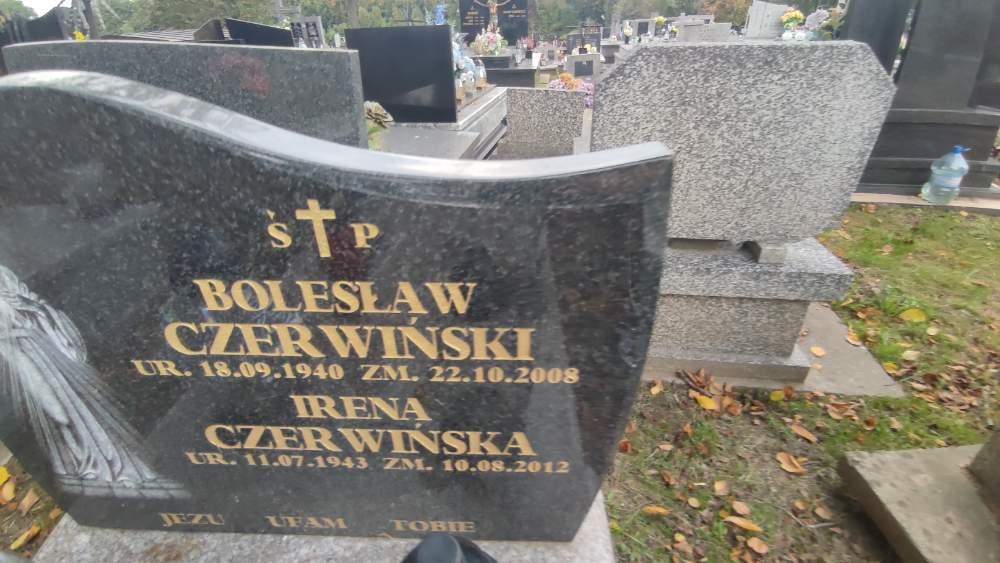 Ś P
BOLESŁAW
CZERWIŃSKI
UR. 18.09.1940 ZM. 22.10.2008
IRENA
CZERWIŃSKA
UR. 11.07.1943 ZM. 10.08.2012
JEZU UFAM TOBIE